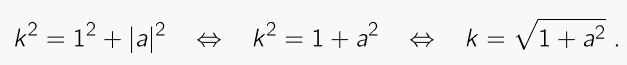 k² = 1² + |a|² ⇔ k² = 1 + a² ⇔ k = √(1 + a²) .